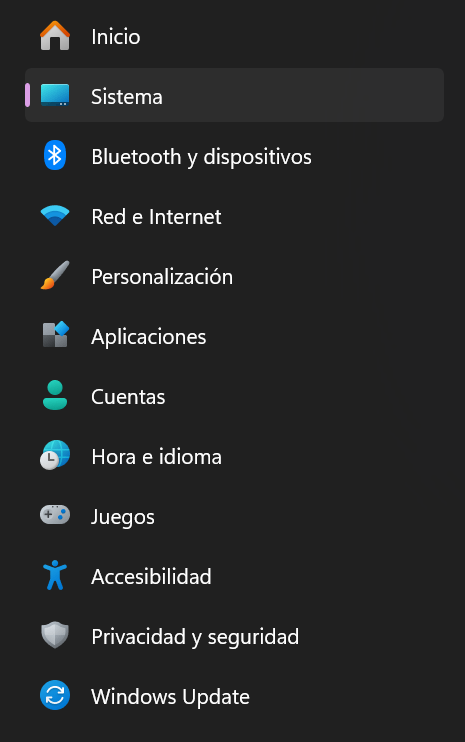 Inicio
Sistema
Bluetooth y dispositivos
Red e Internet
Personalización
Aplicaciones
Cuentas
Hora e idioma
Juegos
Accesibilidad
Privacidad y seguridad
Windows Update